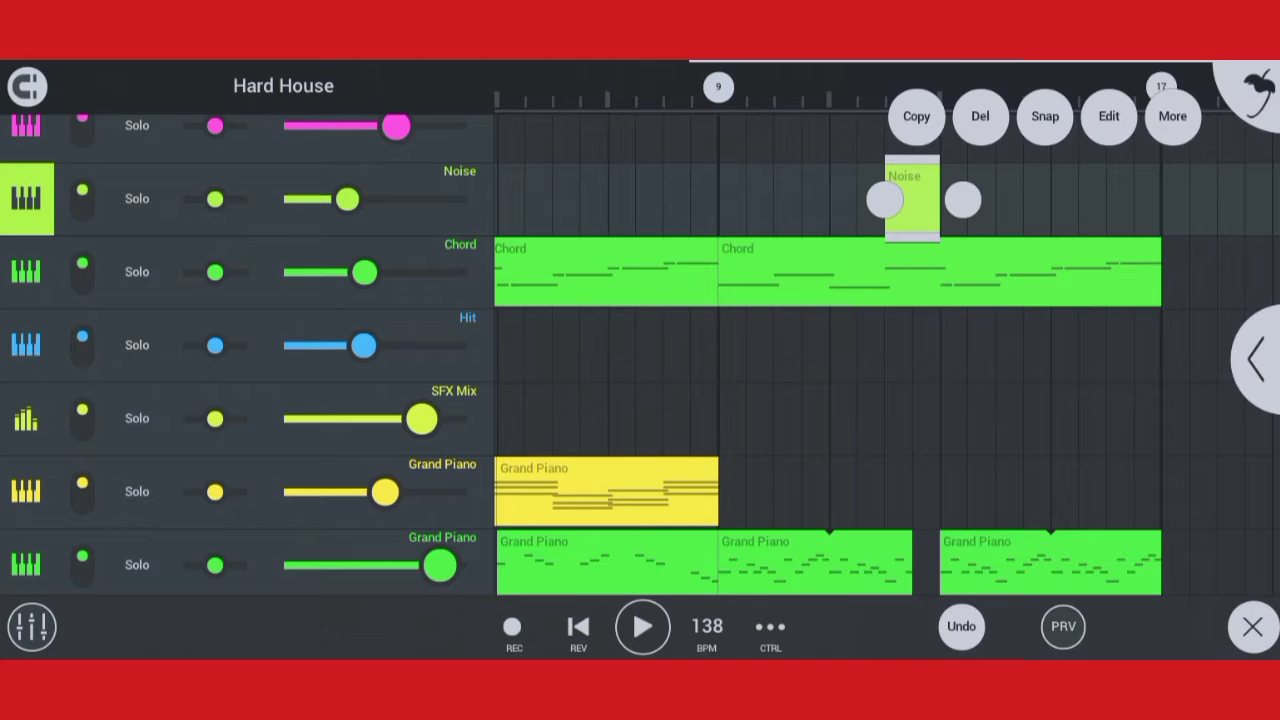 Hard House
9
17
Copy
Del
Snap
Edit
More
Solo
Solo
Noise
Noise
Solo
Chord
Chord
Chord
Solo
Hit
Solo
SFX Mix
Solo
Grand Piano
Grand Piano
Solo
Grand Piano
Grand Piano
Grand Piano
Grand Piano
REC
REV
138
BPM
CTRL
Undo
PRV